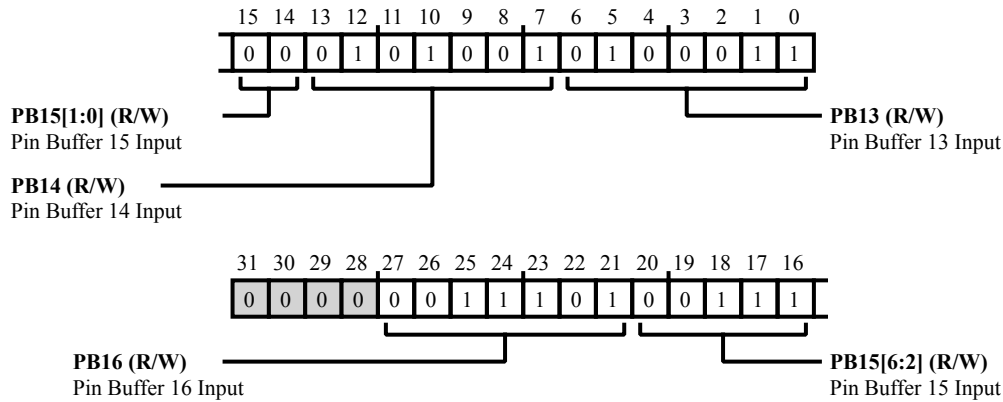 15 14 13 12 11 10 9 8 7 6 5 4 3 2 1 0
0 0 0 1 0 1 0 0 1 0 1 0 0 0 1 1
PB15[1:0] (R/W)
Pin Buffer 15 Input
PB13 (R/W)
Pin Buffer 13 Input
PB14 (R/W)
Pin Buffer 14 Input
31 30 29 28 27 26 25 24 23 22 21 20 19 18 17 16
0 0 0 0 0 0 1 1 1 0 1 0 0 1 1 1
PB16 (R/W)
Pin Buffer 16 Input
PB15[6:2] (R/W)
Pin Buffer 15 Input